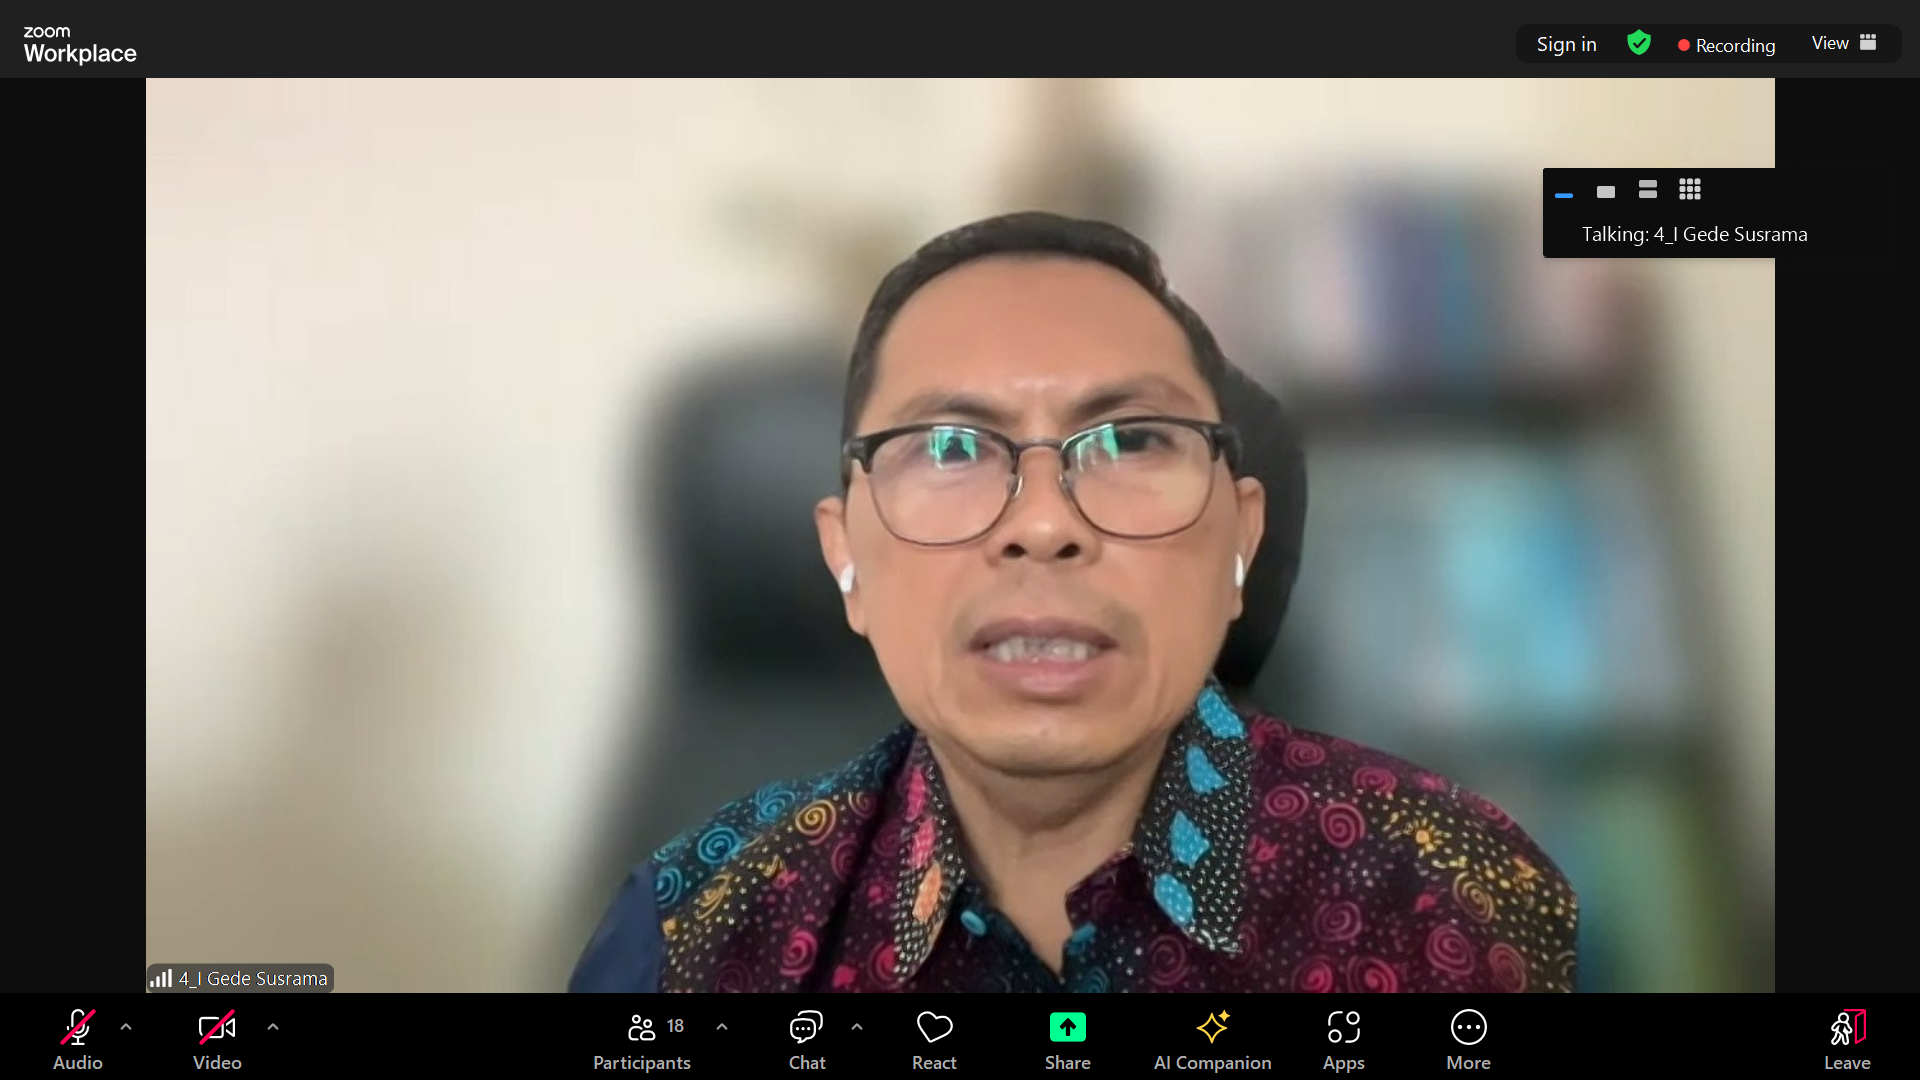 zoom
Workplace
Sign in
Recording
View
Talking: 4_I Gede Susrama
4_I Gede Susrama
Audio
Video
18
Participants
Chat
React
Share
AI Companion
Apps
More
Leave